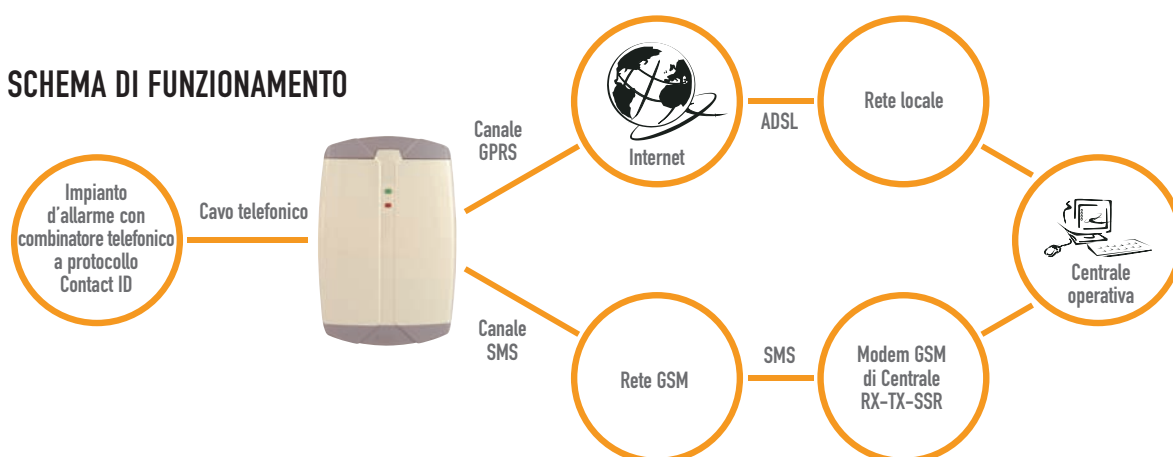 SCHEMA DI FUNZIONAMENTO
Impianto
d'allarme con
combinatore telefonico
a protocollo
Contact ID
Cavo telefonico
Canale
GPRS
Internet
ADSL
Rete locale
Centrale
operativa
Canale
SMS
Rete GSM
SMS
Modem GSM
di Centrale
RX-TX-SSR